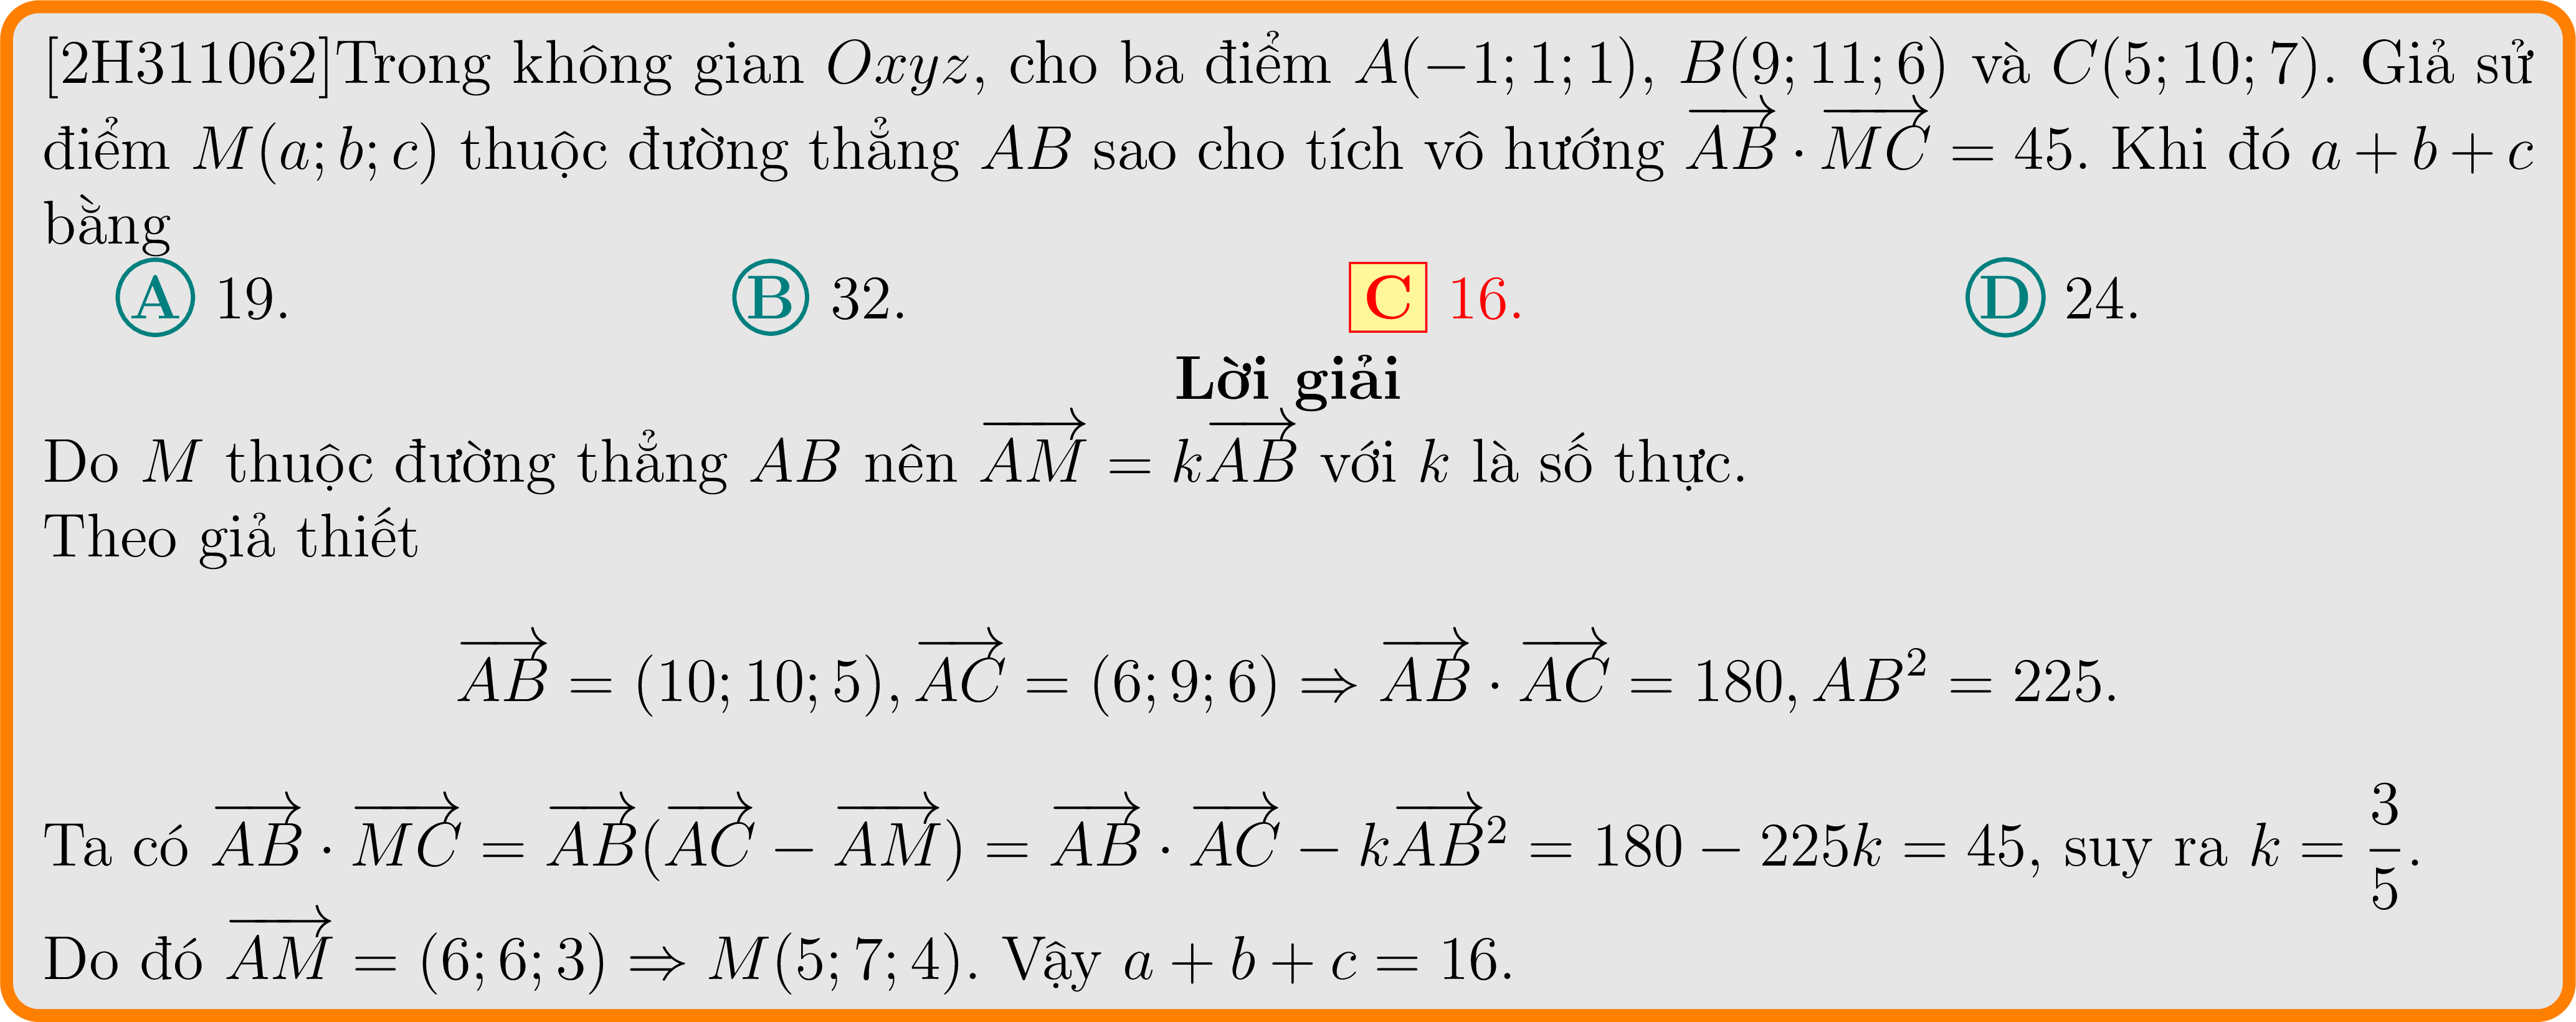 [2H311062]Trong không gian Oxyz, cho ba điểm A(−1; 1; 1), B(9; 11; 6) và C(5; 10; 7). Giả sử
điểm M(a; b; c) thuộc đường thẳng AB sao cho tích vô hướng $\overrightarrow{AB} \cdot \overrightarrow{MC} = 45$. Khi đó a + b + c
bằng
A 19. B 32. C 16. D 24.
Lời giải
Do M thuộc đường thẳng AB nên $\overrightarrow{AM} = k\overrightarrow{AB}$ với k là số thực.
Theo giả thiết
$\overrightarrow{AB} = (10; 10; 5), \overrightarrow{AC} = (6; 9; 6) \Rightarrow \overrightarrow{AB} \cdot \overrightarrow{AC} = 180, AB^2 = 225.$
Ta có $\overrightarrow{AB} \cdot \overrightarrow{MC} = \overrightarrow{AB}(\overrightarrow{AC} - \overrightarrow{AM}) = \overrightarrow{AB} \cdot \overrightarrow{AC} - k\overrightarrow{AB}^2 = 180 - 225k = 45$, suy ra $k = \frac{3}{5}$.
Do đó $\overrightarrow{AM} = (6; 6; 3) \Rightarrow M(5; 7; 4)$. Vậy a + b + c = 16.